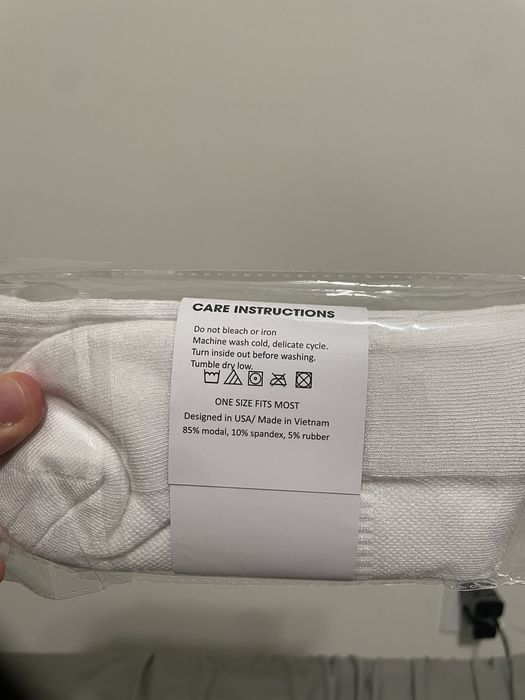 CARE INSTRUCTIONS
Do not bleach or iron
Machine wash cold, delicate cycle.
Turn inside out before washing.
Tumble dry low.
ONE SIZE FITS MOST
Designed in USA/ Made in Vietnam
85% modal, 10% spandex, 5% rubber